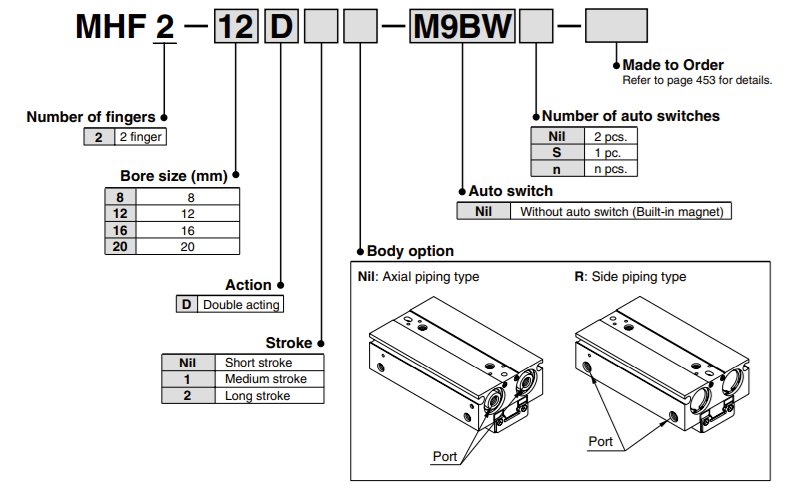 MHF 2 — 12 D — M9BW —
Made to Order
Refer to page 453 for details.
Number of fingers
2 2 finger
Number of auto switches
Nil 2 pcs.
S 1 pc.
n n pcs.
Bore size (mm)
8 8
12 12
16 16
20 20
Auto switch
Nil Without auto switch (Built-in magnet)
Body option
Nil: Axial piping type
R: Side piping type
Port
Port
Action
D Double acting
Stroke
Nil Short stroke
1 Medium stroke
2 Long stroke